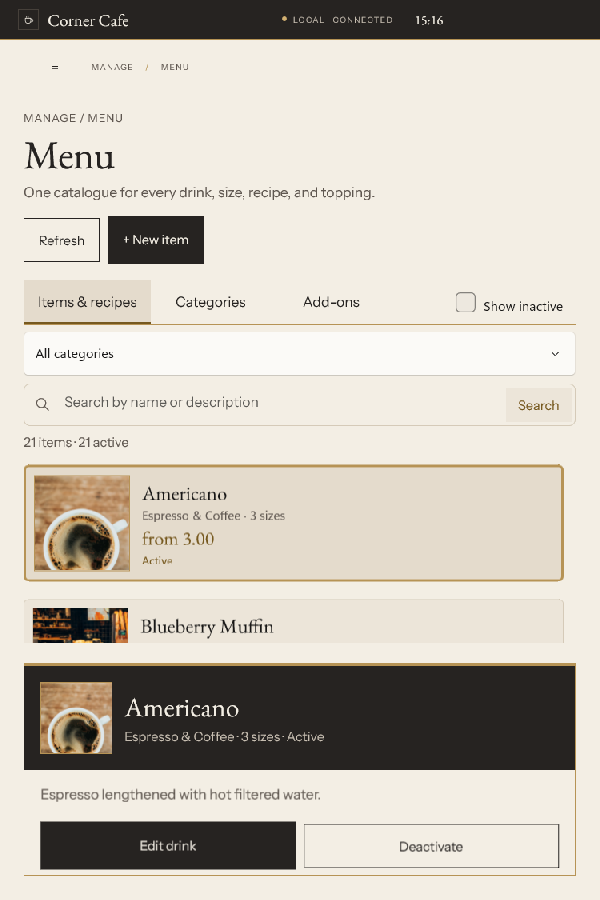 Corner Cafe
LOCAL CONNECTED
15:16
MANAGE / MENU
MANAGE / MENU
Menu
One catalogue for every drink, size, recipe, and topping.
Refresh
+ New item
Items & recipes
Categories
Add-ons
Show inactive
All categories
Search by name or description
Search
21 items · 21 active
Americano
Espresso & Coffee · 3 sizes
from 3.00
Active
Blueberry Muffin
Americano
Espresso & Coffee · 3 sizes · Active
Espresso lengthened with hot filtered water.
Edit drink
Deactivate